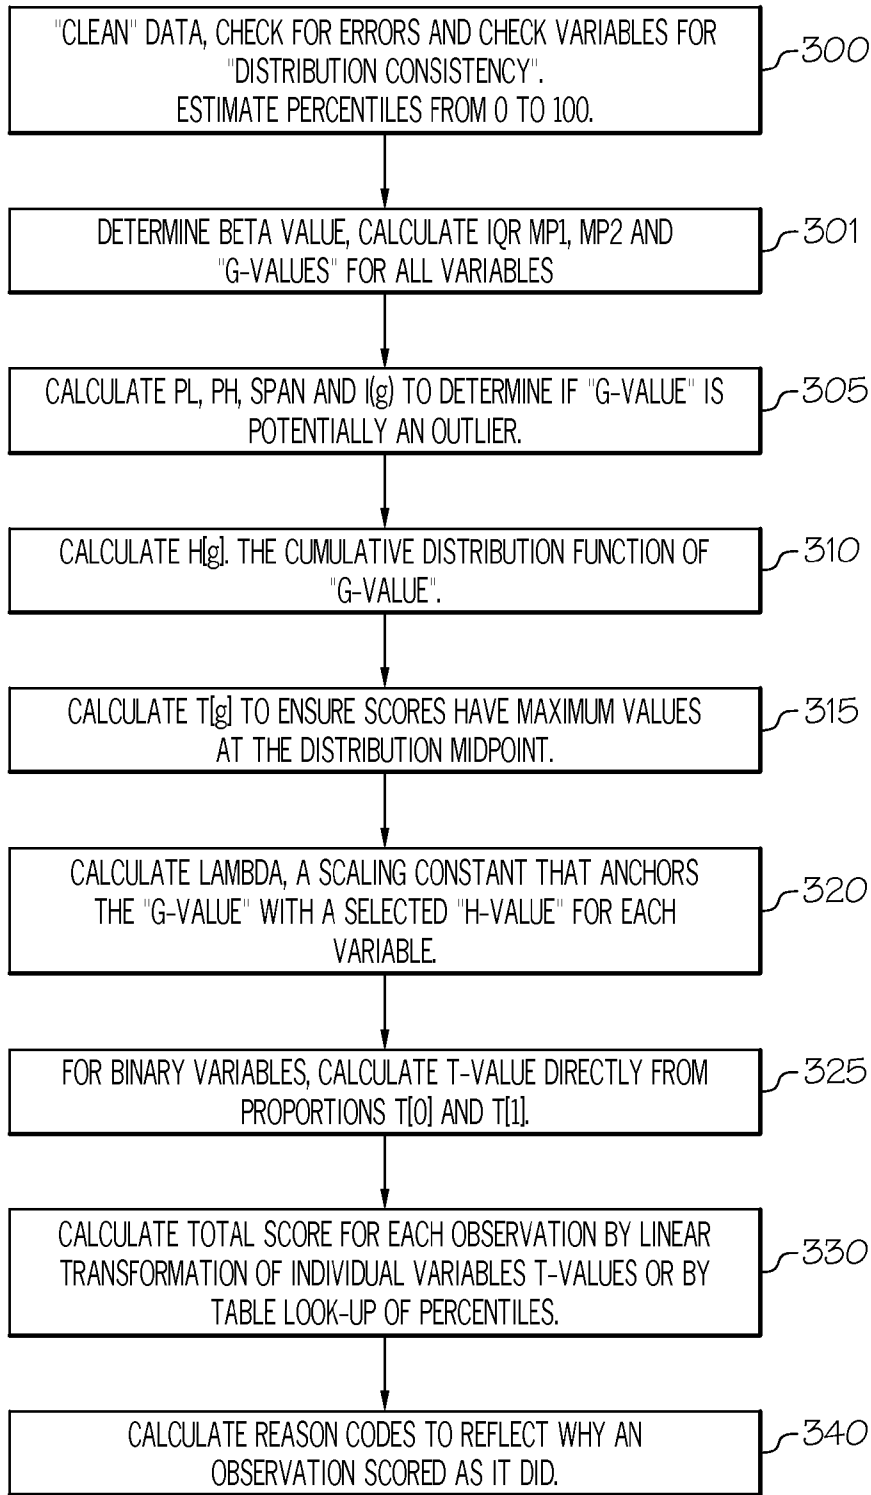 "CLEAN" DATA, CHECK FOR ERRORS AND CHECK VARIABLES FOR
"DISTRIBUTION CONSISTENCY".
ESTIMATE PERCENTILES FROM 0 TO 100.
300
DETERMINE BETA VALUE, CALCULATE IQR MP1, MP2 AND
"G-VALUES" FOR ALL VARIABLES
301
CALCULATE PL, PH, SPAN AND I(g) TO DETERMINE IF "G-VALUE" IS
POTENTIALLY AN OUTLIER.
305
CALCULATE H[g]. THE CUMULATIVE DISTRIBUTION FUNCTION OF
"G-VALUE".
310
CALCULATE T[g] TO ENSURE SCORES HAVE MAXIMUM VALUES
AT THE DISTRIBUTION MIDPOINT.
315
CALCULATE LAMBDA, A SCALING CONSTANT THAT ANCHORS
THE "G-VALUE" WITH A SELECTED "H-VALUE" FOR EACH
VARIABLE.
320
FOR BINARY VARIABLES, CALCULATE T-VALUE DIRECTLY FROM
PROPORTIONS T[0] AND T[1].
325
CALCULATE TOTAL SCORE FOR EACH OBSERVATION BY LINEAR
TRANSFORMATION OF INDIVIDUAL VARIABLES T-VALUES OR BY
TABLE LOOK-UP OF PERCENTILES.
330
CALCULATE REASON CODES TO REFLECT WHY AN
OBSERVATION SCORED AS IT DID.
340